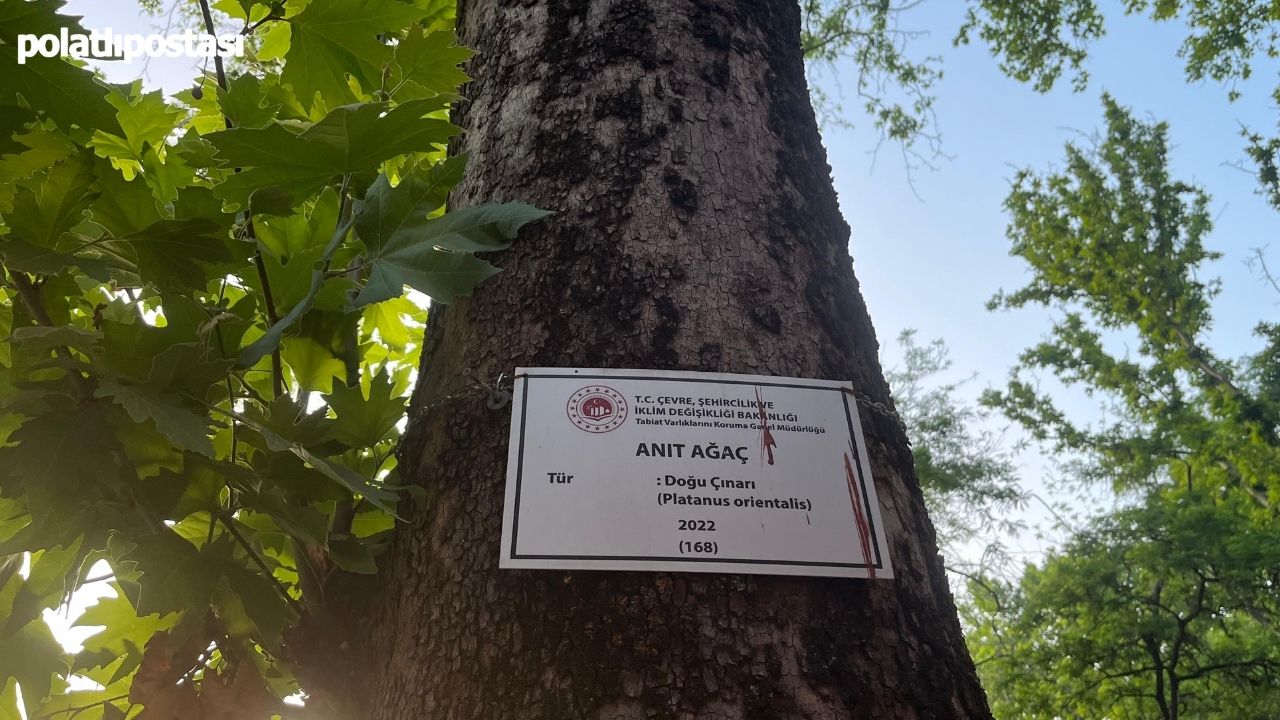 polatlıpostası
T.C. ÇEVRE, ŞEHİRCİLİK VE
İKLİM DEĞİŞİKLİĞİ BAKANLIĞI
Tabiat Varlıklarını Koruma Genel Müdürlüğü
ANIT AĞAÇ
Tür : Doğu Çınarı
(Platanus orientalis)
2022
(168)